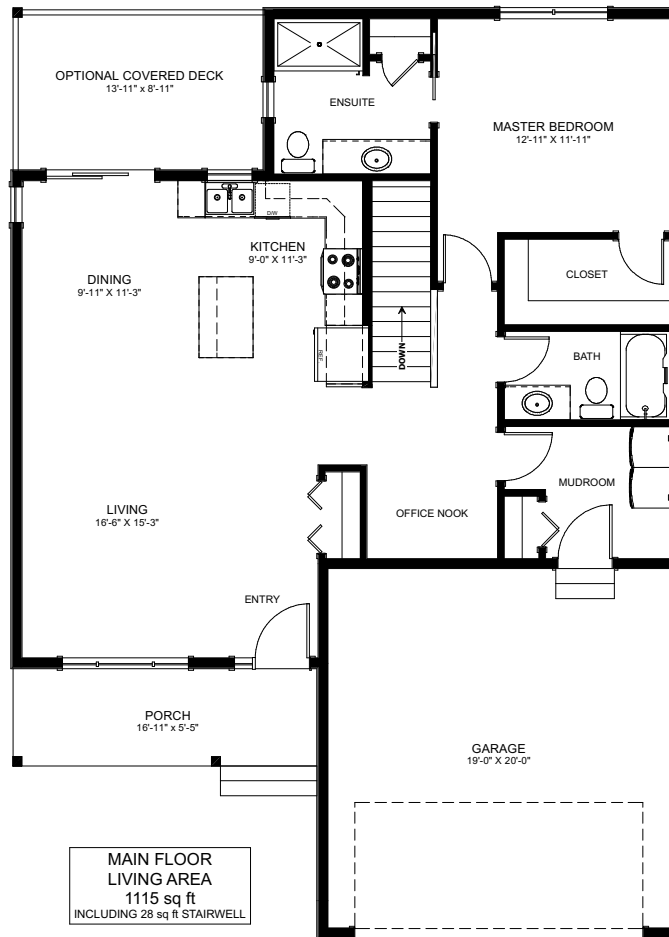 OPTIONAL COVERED DECK
13'-11" x 8'-11"
ENSUITE
MASTER BEDROOM
12'-11" X 11'-11"
D/W
KITCHEN
9'-0" X 11'-3"
DINING
9'-11" X 11'-3"
CLOSET
DOWN
REF.
BATH
MUDROOM
LIVING
16'-6" X 15'-3"
OFFICE NOOK
ENTRY
PORCH
16'-11" x 5'-5"
GARAGE
19'-0" X 20'-0"
MAIN FLOOR
LIVING AREA
1115 sq ft
INCLUDING 28 sq ft STAIRWELL